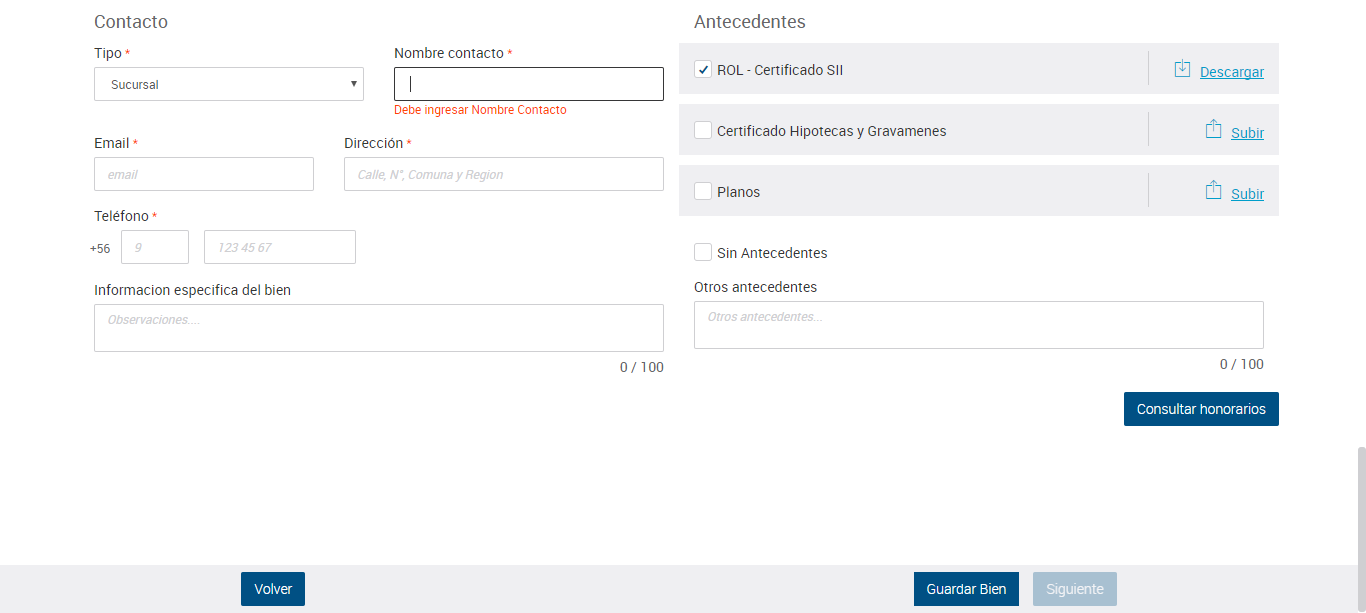 Contacto
Tipo *
Sucursal
Nombre contacto *
Debe ingresar Nombre Contacto
Email *
email
Dirección *
Calle, N°, Comuna y Region
Teléfono *
+56
9
123 45 67
Informacion especifica del bien
Observaciones....
0 / 100
Antecedentes
ROL - Certificado SII
Descargar
Certificado Hipotecas y Gravamenes
Subir
Planos
Subir
Sin Antecedentes
Otros antecedentes
Otros antecedentes...
0 / 100
Consultar honorarios
Volver
Guardar Bien
Siguiente